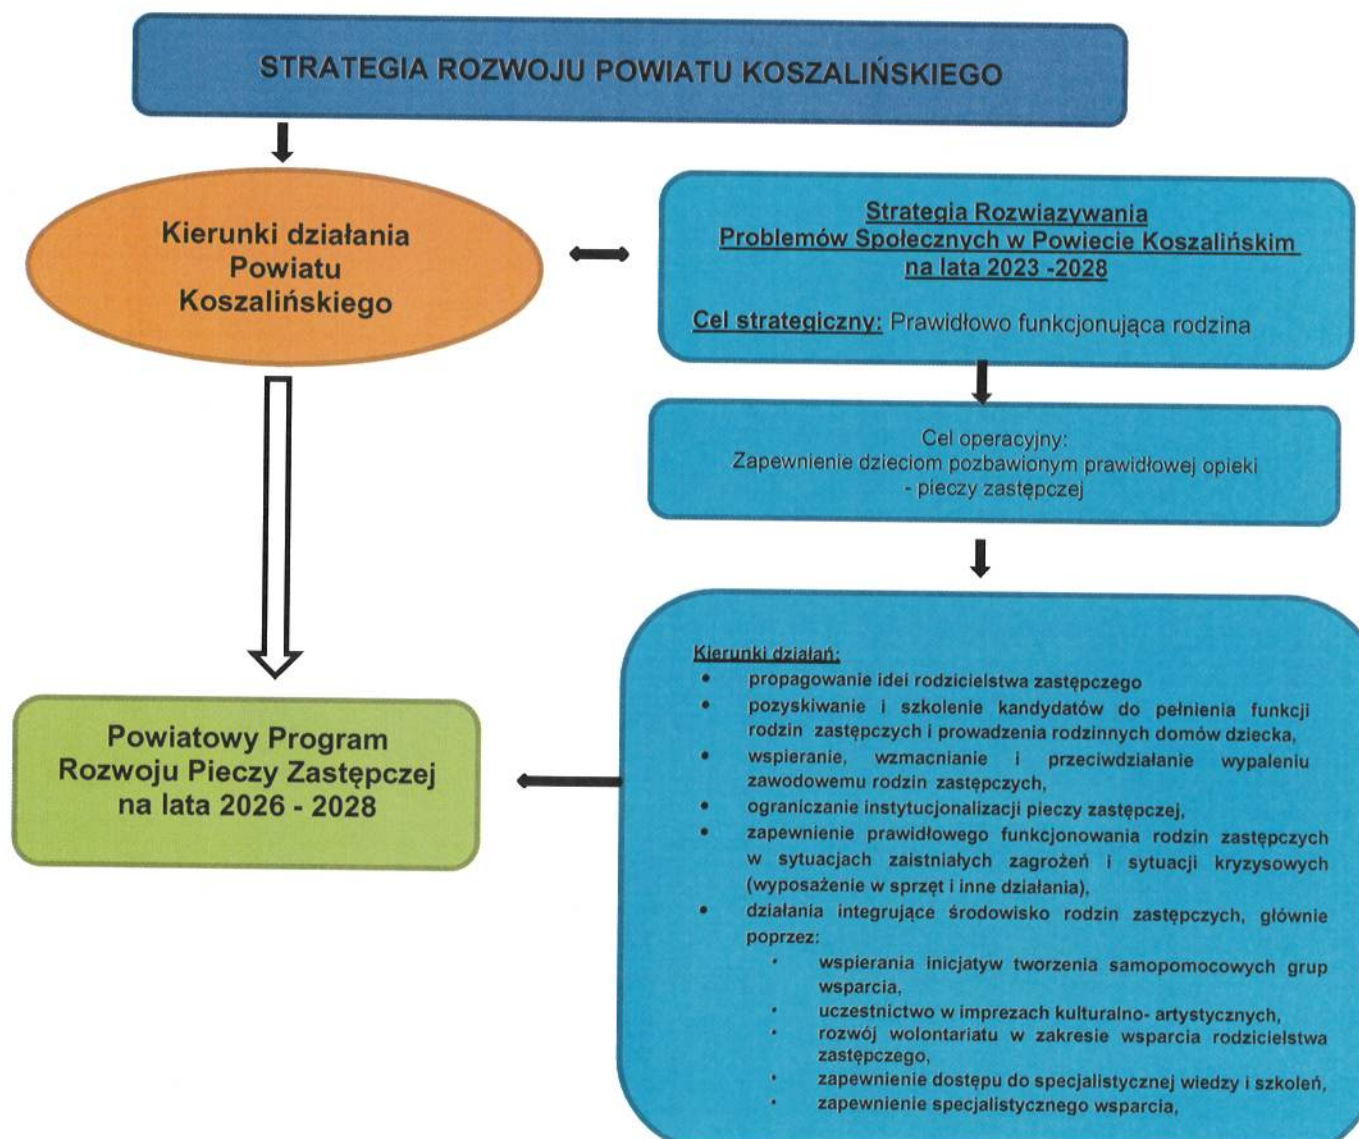 STRATEGIA ROZWOJU POWIATU KOSZALIŃSKIEGO
Kierunki działania
Powiatu
Koszalińskiego
Strategia Rozwiązywania
Problemów Społecznych w Powiecie Koszalińskim
na lata 2023 -2028
Cel strategiczny: Prawidłowo funkcjonująca rodzina
Cel operacyjny:
Zapewnienie dzieciom pozbawionym prawidłowej opieki
- pieczy zastępczej
Powiatowy Program
Rozwoju Pieczy Zastępczej
na lata 2026 - 2028
Kierunki działań:
• propagowanie idei rodzicielstwa zastępczego
• pozyskiwanie i szkolenie kandydatów do pełnienia funkcji
rodzin zastępczych i prowadzenia rodzinnych domów dziecka,
• wspieranie, wzmacnianie i przeciwdziałanie wypaleniu
zawodowemu rodzin zastępczych,
• ograniczanie instytucjonalizacji pieczy zastępczej,
• zapewnienie prawidłowego funkcjonowania rodzin zastępczych
w sytuacjach zaistniałych zagrożeń i sytuacji kryzysowych
(wyposażenie w sprzęt i inne działania),
• działania integrujące środowisko rodzin zastępczych, głównie
poprzez:
• wspierania inicjatyw tworzenia samopomocowych grup
wsparcia,
• uczestnictwo w imprezach kulturalno- artystycznych,
• rozwój wolontariatu w zakresie wsparcia rodzicielstwa
zastępczego,
• zapewnienie dostępu do specjalistycznej wiedzy i szkoleń,
• zapewnienie specjalistycznego wsparcia,